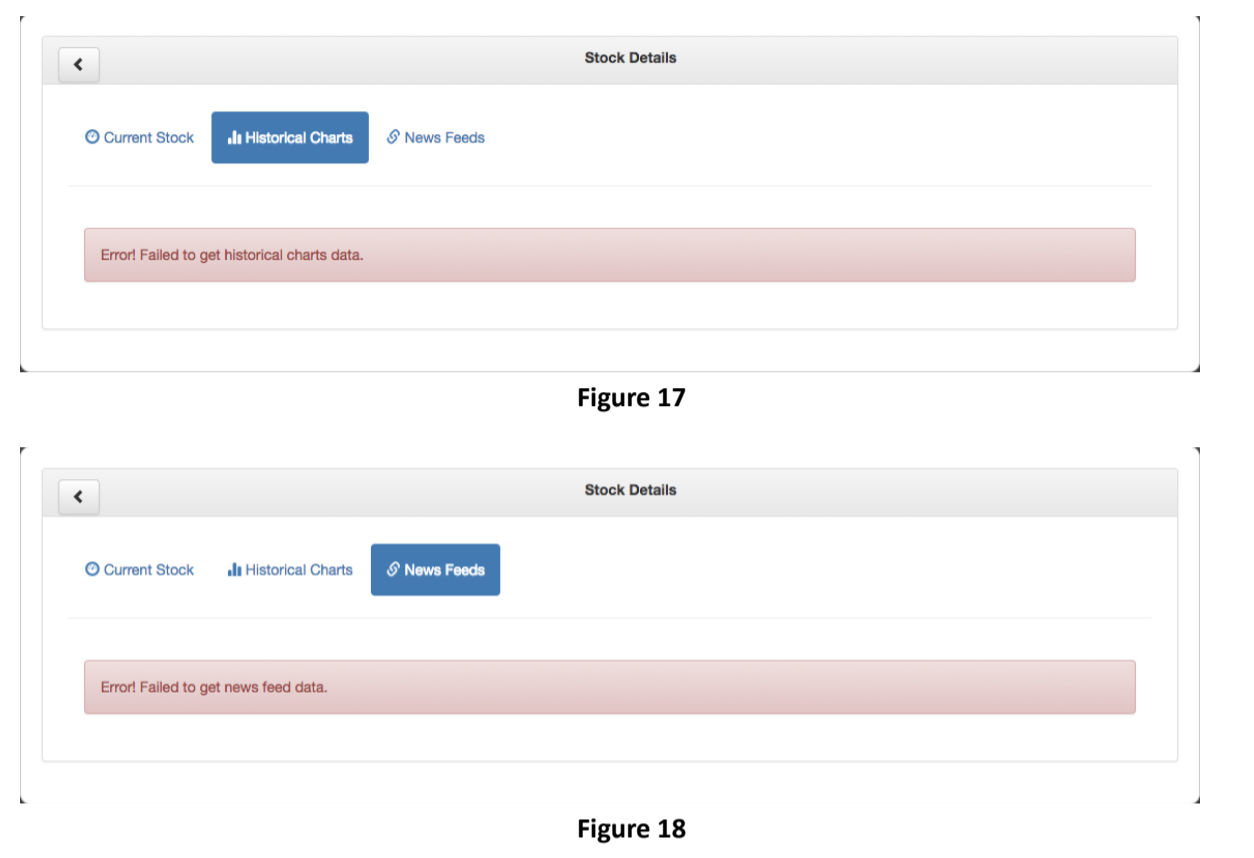 Stock Details
Current Stock Historical Charts News Feeds
Error! Failed to get historical charts data.
Figure 17
Stock Details
Current Stock Historical Charts News Feeds
Error! Failed to get news feed data.
Figure 18